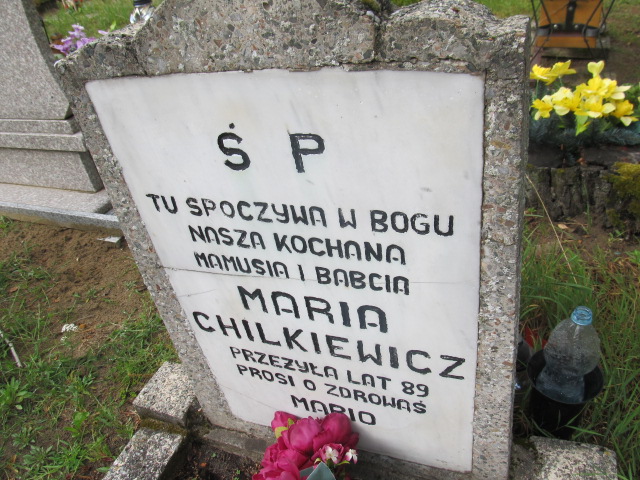 Ś P
TU SPOCZYWA W BOGU
NASZA KOCHANA
MAMUSIA I BABCIA
MARIA
CHILKIEWICZ
PRZEŻYŁA LAT 89
PROSI O ZDROWAŚ
MARIO